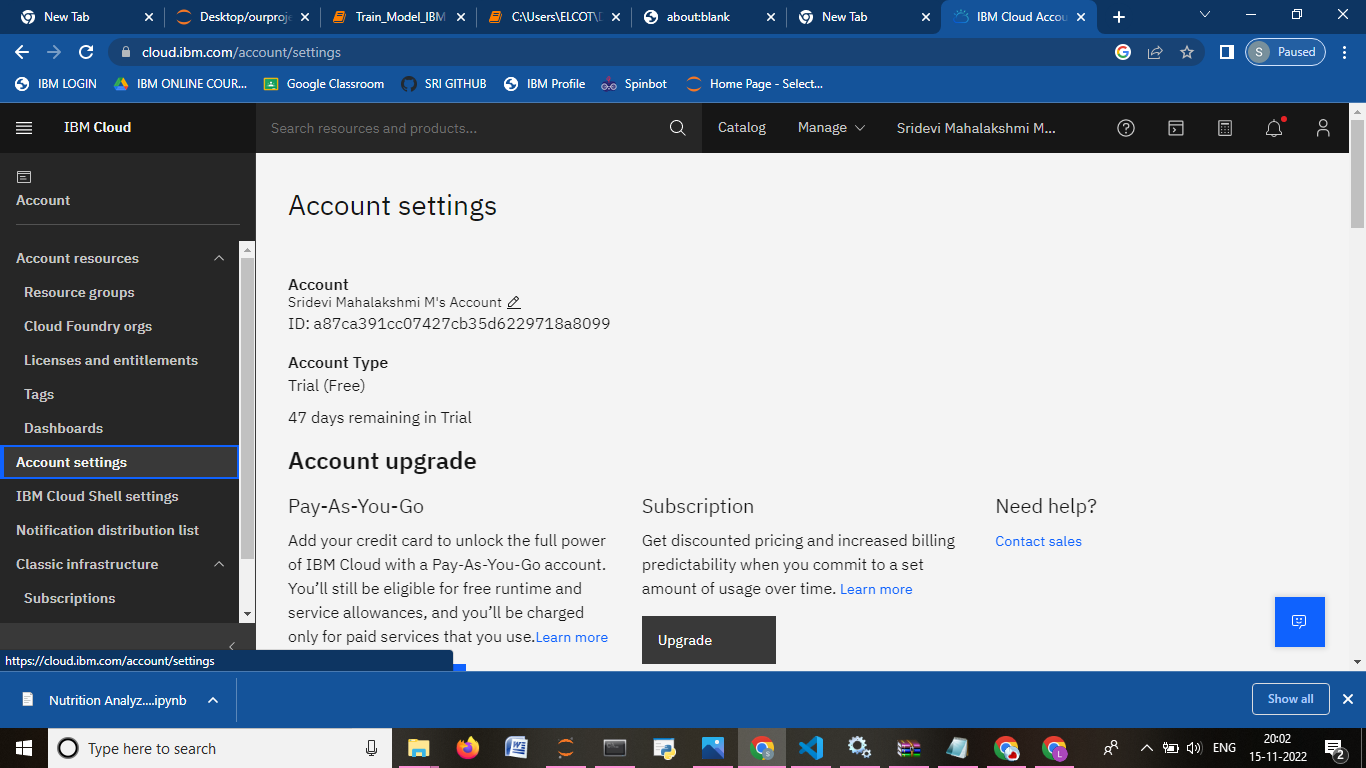 New Tab
Desktop/ourproje
Train_Model_IBM
C:\Users\ELCOT\D
about:blank
New Tab
IBM Cloud Accou
cloud.ibm.com/account/settings
S Paused
IBM LOGIN
IBM ONLINE COUR...
Google Classroom
SRI GITHUB
IBM Profile
Spinbot
Home Page - Select...
IBM Cloud
Search resources and products...
Catalog
Manage
Sridevi Mahalakshmi M...
Account
Account resources
Resource groups
Cloud Foundry orgs
Licenses and entitlements
Tags
Dashboards
Account settings
IBM Cloud Shell settings
Notification distribution list
Classic infrastructure
Subscriptions
Account settings
Account
Sridevi Mahalakshmi M's Account
ID: a87ca391cc07427cb35d6229718a8099
Account Type
Trial (Free)
47 days remaining in Trial
Account upgrade
Pay-As-You-Go
Add your credit card to unlock the full power
of IBM Cloud with a Pay-As-You-Go account.
You’ll still be eligible for free runtime and
service allowances, and you’ll be charged
only for paid services that you use.Learn more
Subscription
Get discounted pricing and increased billing
predictability when you commit to a set
amount of usage over time. Learn more
Upgrade
Need help?
Contact sales
https://cloud.ibm.com/account/settings
Nutrition Analyz....ipynb
Show all
Type here to search
ENG
20:02
15-11-2022
2